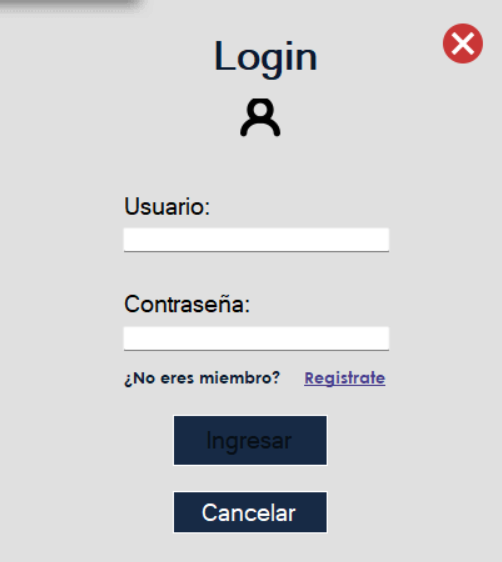 Login
Usuario:
Contraseña:
¿No eres miembro? Registrate
Ingresar
Cancelar